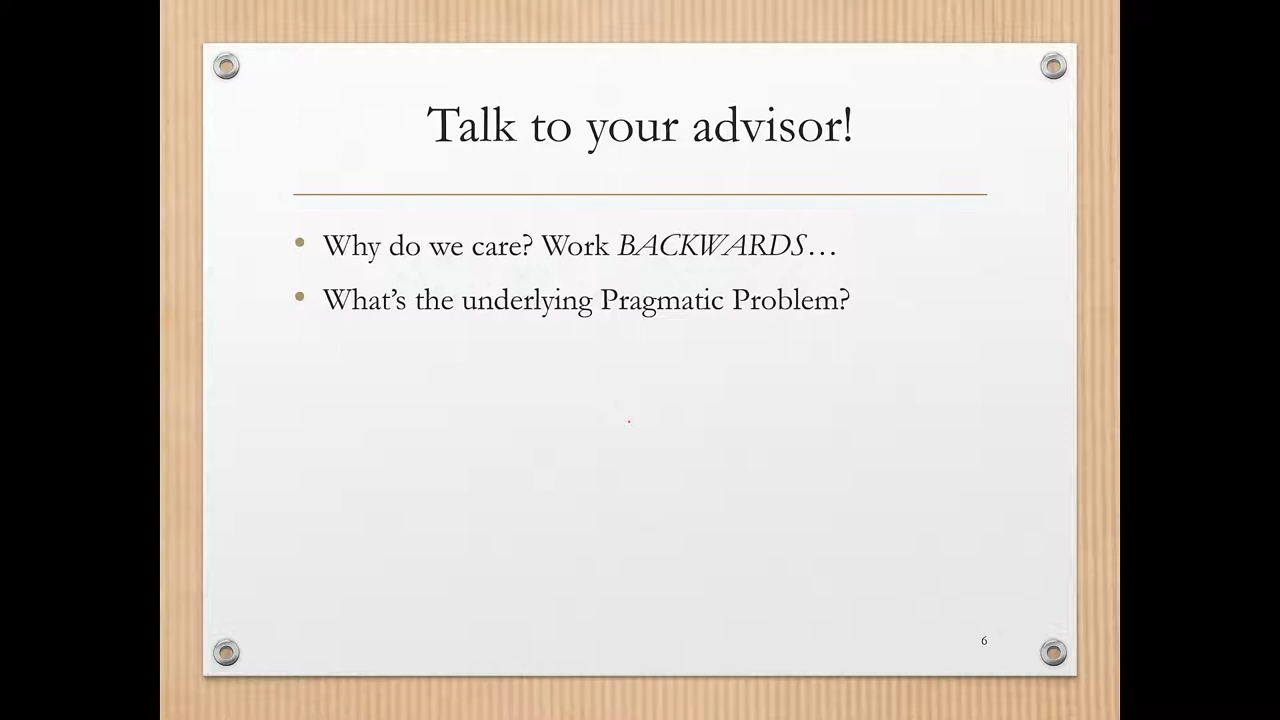 Talk to your advisor!
• Why do we care? Work BACKWARDS…
• What’s the underlying Pragmatic Problem?
6